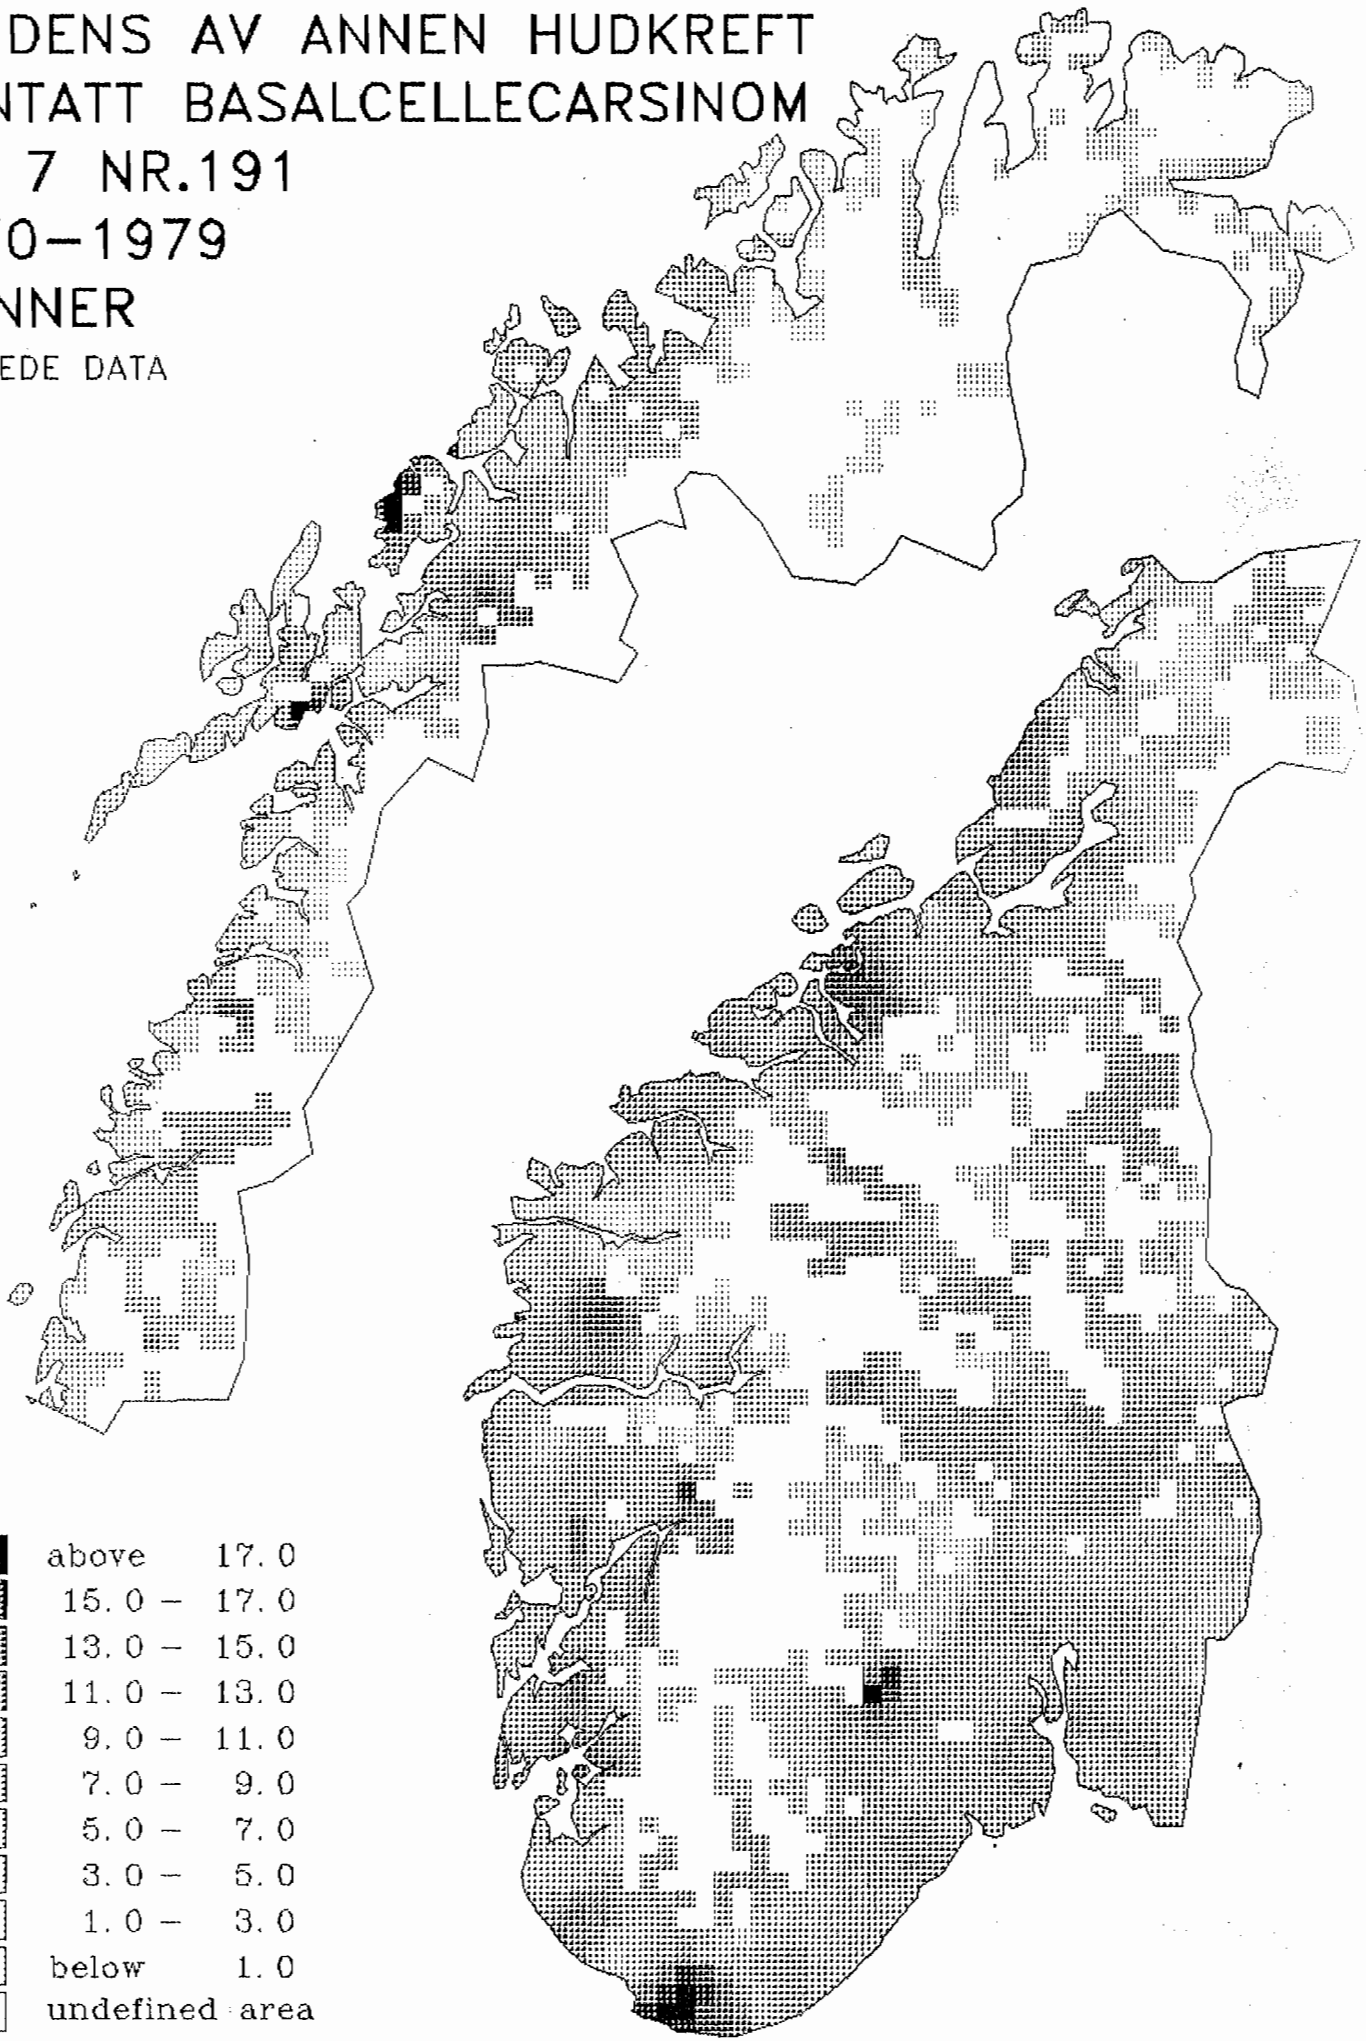 DENS AV ANNEN HUDKREFT
NTATT BASALCELLECARSINOM
7 NR.191
0-1979
NNER
EDE DATA
above 17.0
15.0 - 17.0
13.0 - 15.0
11.0 - 13.0
9.0 - 11.0
7.0 - 9.0
5.0 - 7.0
3.0 - 5.0
1.0 - 3.0
below 1.0
undefined area